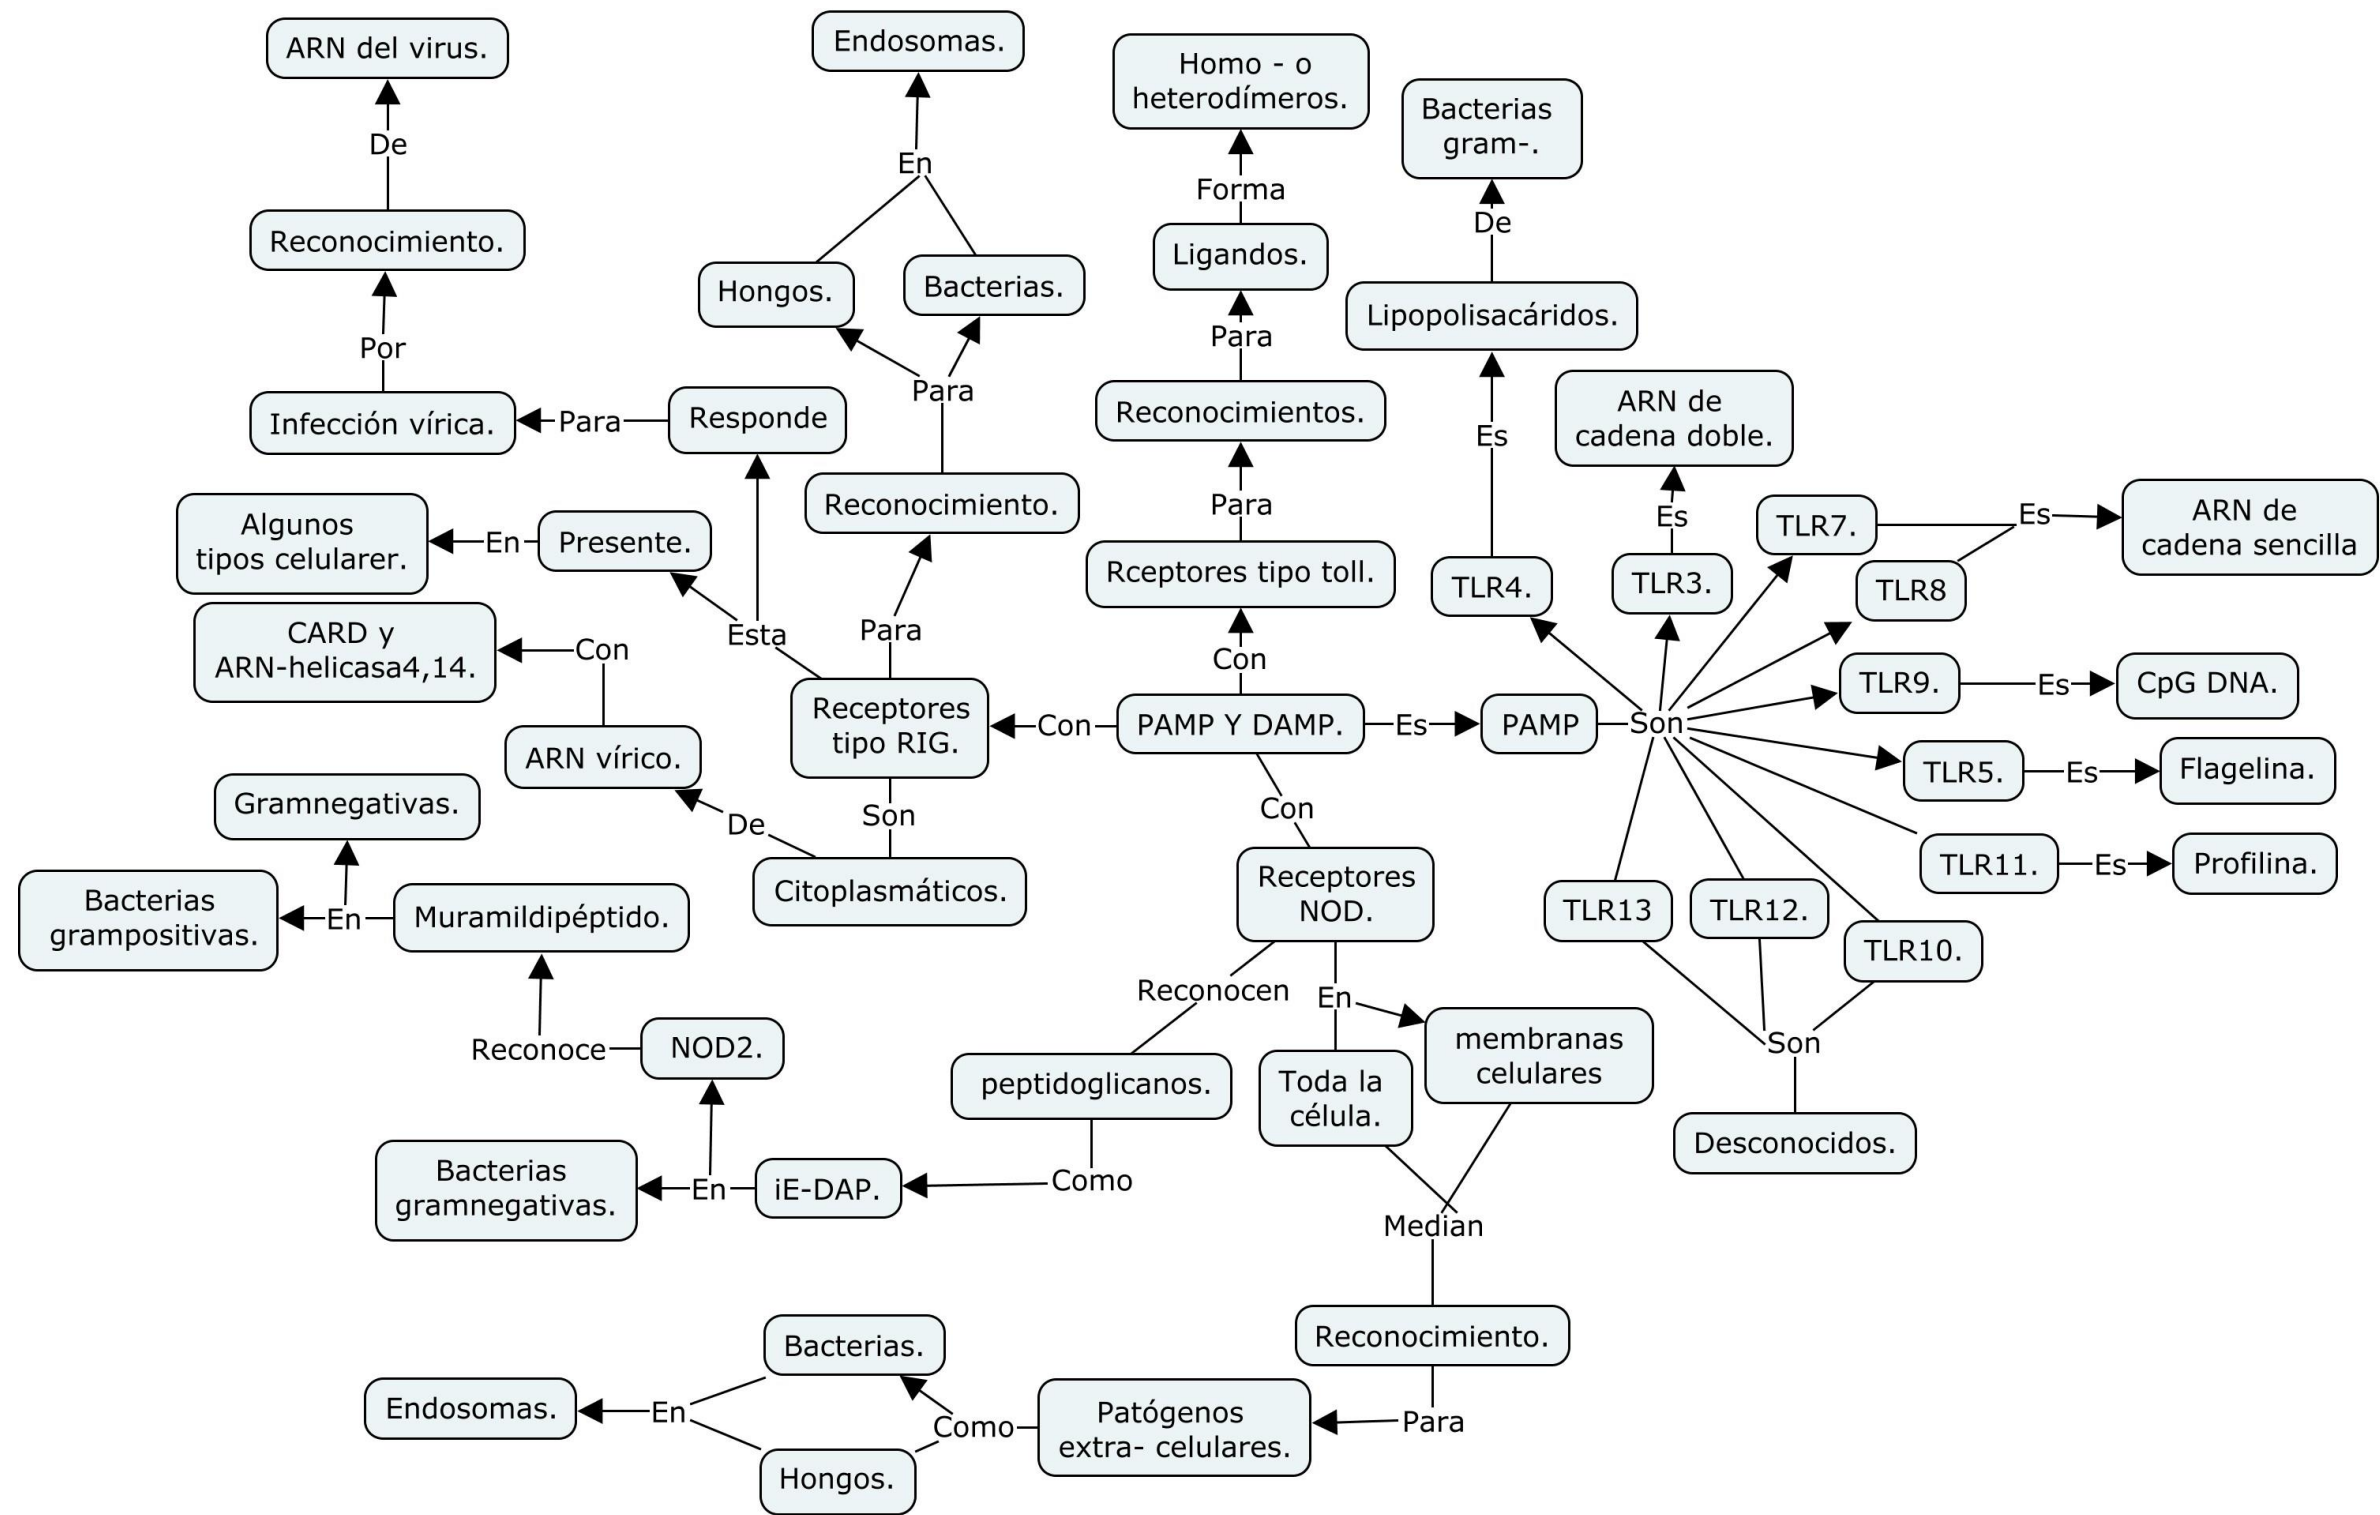 ARN del virus.
Endosomas.
Homo - o
heterodímeros.
Bacterias
gram-.
De
En
Forma
De
Reconocimiento.
Hongos.
Bacterias.
Ligandos.
Lipopolisacáridos.
Por
Para
Para
Infección vírica.
Para
Responde
Reconocimientos.
Es
ARN de
cadena doble.
Algunos
tipos celularer.
En
Presente.
Reconocimiento.
Para
Es
TLR7.
Es
ARN de
cadena sencilla
Rceptores tipo toll.
TLR4.
TLR3.
TLR8
CARD y
ARN-helicasa4,14.
Con
Esta
Para
Con
Receptores
tipo RIG.
Con
PAMP Y DAMP.
Es
PAMP
Son
TLR9.
Es
CpG DNA.
ARN vírico.
TLR5.
Es
Flagelina.
Gramnegativas.
De
Son
Con
Citoplasmáticos.
Receptores
NOD.
TLR11.
Es
Profilina.
Bacterias
grampositivas.
En
Muramildipéptido.
TLR13
TLR12.
TLR10.
Reconocen
En
Reconoce
NOD2.
peptidoglicanos.
Toda la
célula.
membranas
celulares
Son
Desconocidos.
Bacterias
gramnegativas.
En
iE-DAP.
Como
Median
Reconocimiento.
Bacterias.
Endosomas.
En
Como
Patógenos
extra- celulares.
Para
Hongos.